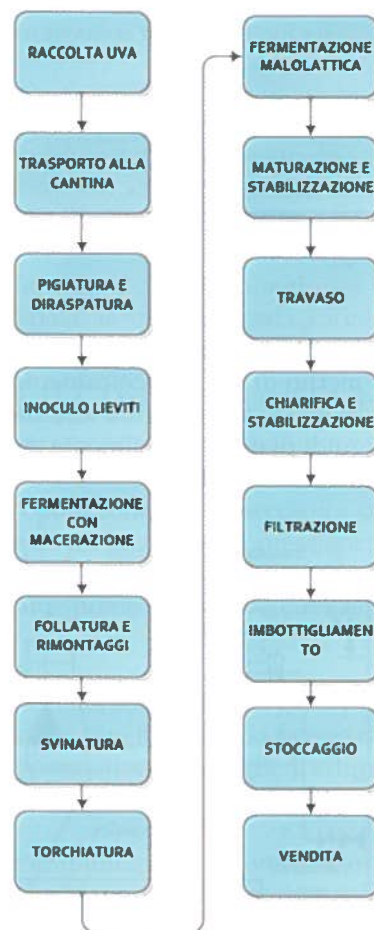 RACCOLTA UVA
TRASPORTO ALLA
CANTINA
PIGIATURA E
DIRASPATURA
INOCULO LIEVITI
FERMENTAZIONE
CON
MACERAZIONE
FOLLATURA E
RIMONTAGGI
SVINATURA
TORCHIATURA
FERMENTAZIONE
MALOLATTICA
MATURAZIONE E
STABILIZZAZIONE
TRAVASO
CHIARIFICA E
STABILIZZAZIONE
FILTRAZIONE
IMBOTTIGLIAMEN
TO
STOCCAGGIO
VENDITA